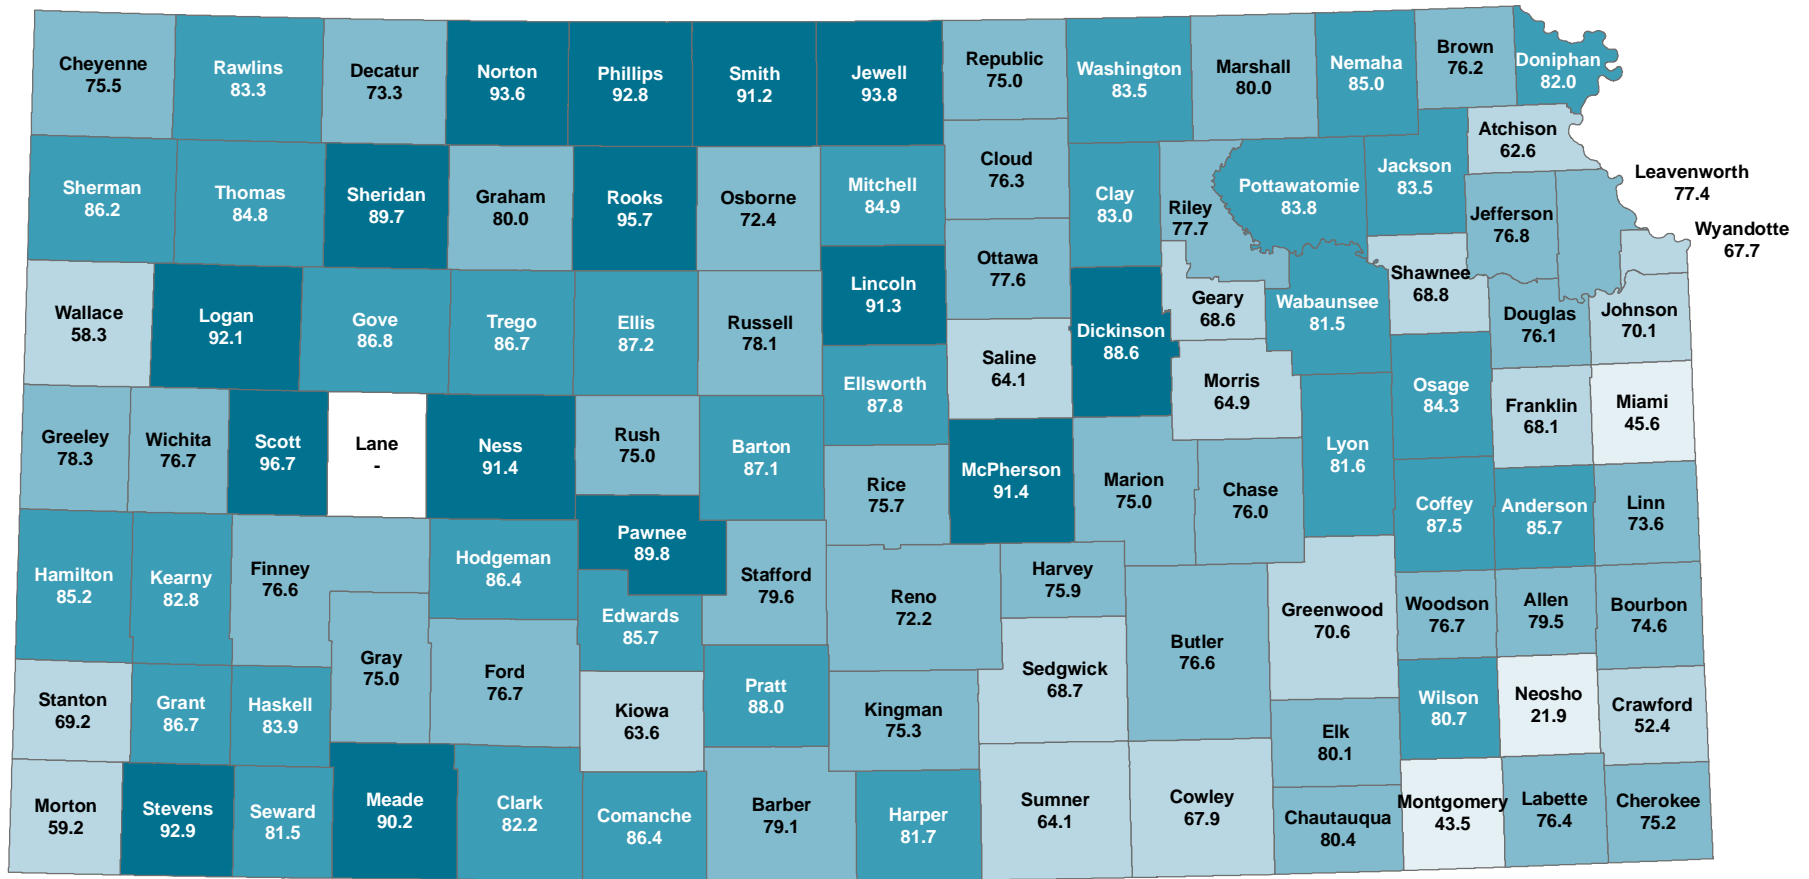 Cheyenne
75.5
Rawlins
83.3
Decatur
73.3
Norton
93.6
Phillips
92.8
Smith
91.2
Jewell
93.8
Republic
75.0
Washington
83.5
Marshall
80.0
Nemaha
85.0
Brown
76.2
Doniphan
82.0
Sherman
86.2
Thomas
84.8
Sheridan
89.7
Graham
80.0
Rooks
95.7
Osborne
72.4
Mitchell
84.9
Cloud
76.3
Clay
83.0
Riley
77.7
Pottawatomie
83.8
Jackson
83.5
Atchison
62.6
Jefferson
76.8
Leavenworth
77.4
Wyandotte
67.7
Wallace
58.3
Logan
92.1
Gove
86.8
Trego
86.7
Ellis
87.2
Russell
78.1
Lincoln
91.3
Ottawa
77.6
Saline
64.1
Dickinson
88.6
Geary
68.6
Wabaunsee
81.5
Shawnee
68.8
Douglas
76.1
Johnson
70.1
Greeley
78.3
Wichita
76.7
Scott
96.7
Lane
-
Ness
91.4
Rush
75.0
Barton
87.1
Ellsworth
87.8
Rice
75.7
McPherson
91.4
Marion
75.0
Morris
64.9
Chase
76.0
Lyon
81.6
Osage
84.3
Franklin
68.1
Miami
45.6
Coffey
87.5
Anderson
85.7
Linn
73.6
Hamilton
85.2
Kearny
82.8
Finney
76.6
Hodgeman
86.4
Pawnee
89.8
Edwards
85.7
Stafford
79.6
Reno
72.2
Harvey
75.9
Butler
76.6
Greenwood
70.6
Woodson
76.7
Allen
79.5
Bourbon
74.6
Stanton
69.2
Grant
86.7
Haskell
83.9
Gray
75.0
Ford
76.7
Kiowa
63.6
Pratt
88.0
Kingman
75.3
Sedgwick
68.7
Elk
80.1
Wilson
80.7
Neosho
21.9
Crawford
52.4
Morton
59.2
Stevens
92.9
Seward
81.5
Meade
90.2
Clark
82.2
Comanche
86.4
Barber
79.1
Harper
81.7
Sumner
64.1
Cowley
67.9
Chautauqua
80.4
Montgomery
43.5
Labette
76.4
Cherokee
75.2